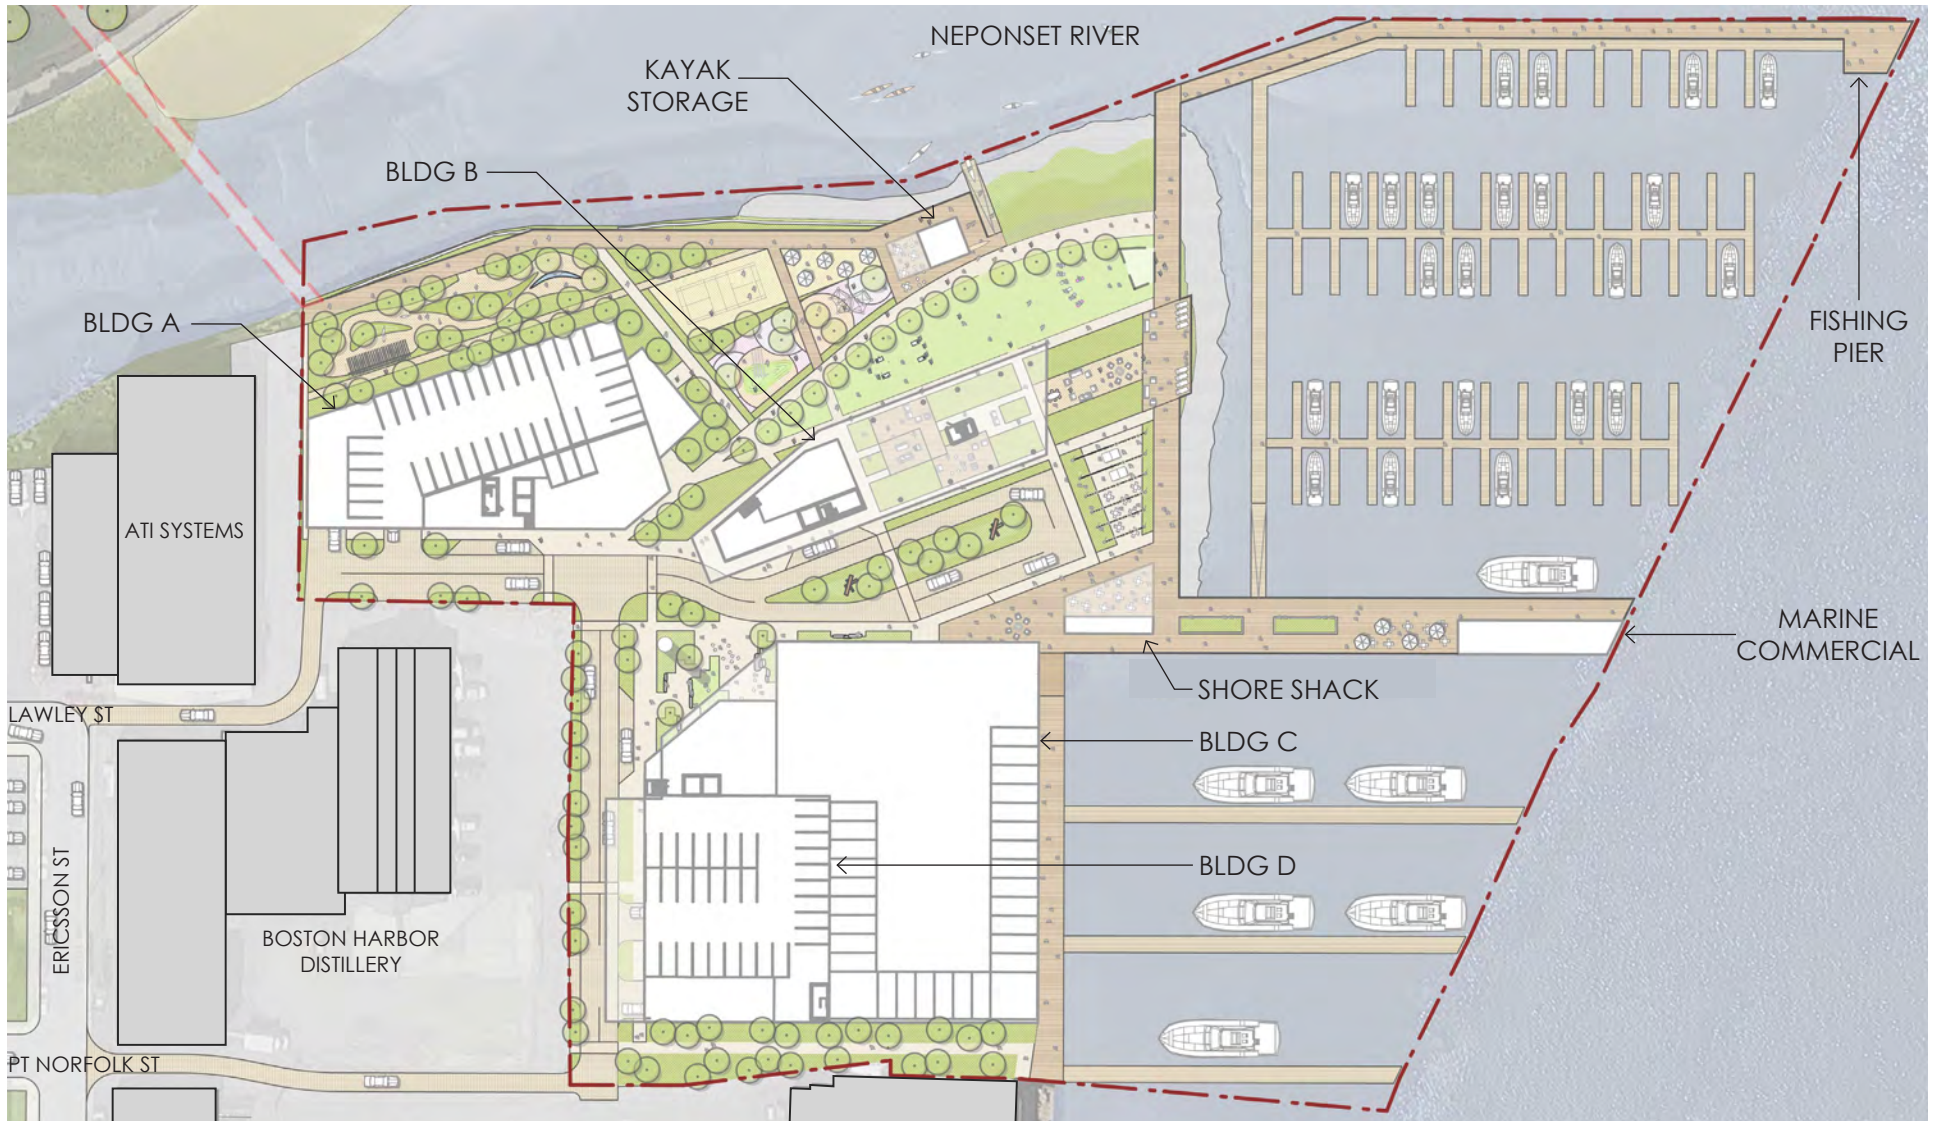 NEPONSET RIVER
KAYAK
STORAGE
BLDG B
BLDG A
FISHING
PIER
ATI SYSTEMS
MARINE
COMMERCIAL
SHORE SHACK
LAWLEY ST
BLDG C
BLDG D
ERICSSON ST
BOSTON HARBOR
DISTILLERY
PT NORFOLK ST